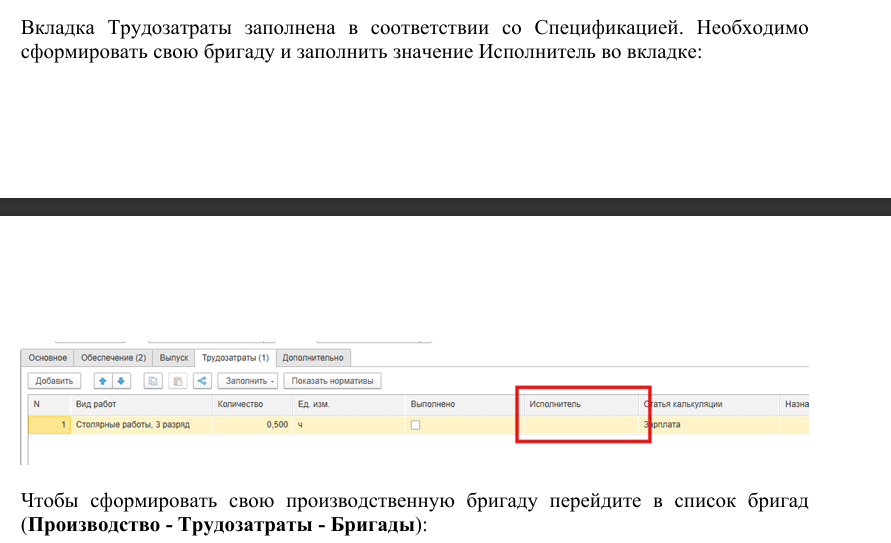 Вкладка Трудозатраты заполнена в соответствии со Спецификацией. Необходимо
сформировать свою бригаду и заполнить значение Исполнитель во вкладке:
Основное Обеспечение (2) Выпуск Трудозатраты (1) Дополнительно
Добавить Заполнить Показать нормативы
N Вид работ Количество Ед. изм. Выполнено Исполнитель Статья калькуляции Назна
1 Столярные работы, 3 разряд 0,500 ч Зарплата
Чтобы сформировать свою производственную бригаду перейдите в список бригад
(Производство - Трудозатраты - Бригады):